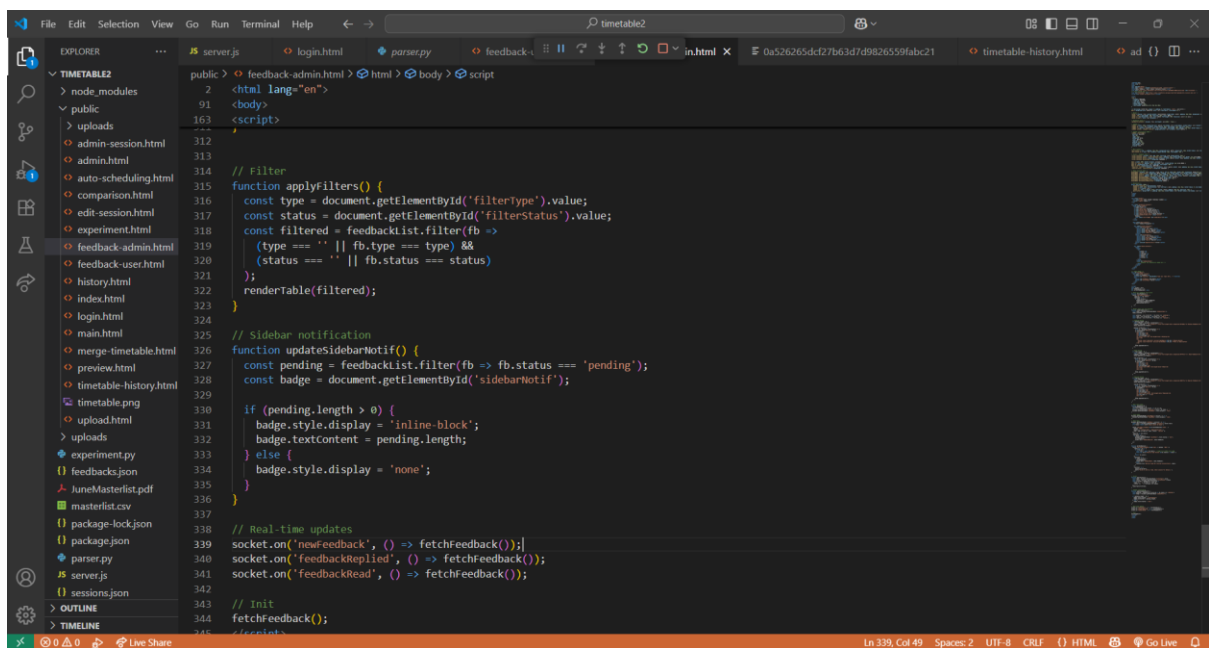 File Edit Selection View Go Run Terminal Help
timetable2
EXPLORER
JS server.js
login.html
parser.py
feedback-
in.html
0a526265dcf27b63d7d9826559fabc21
timetable-history.html
ad
TIMETABLE2
node_modules
public
uploads
admin-session.html
admin.html
auto-scheduling.html
comparison.html
edit-session.html
experiment.html
feedback-admin.html
feedback-user.html
history.html
index.html
login.html
main.html
merge-timetable.html
preview.html
timetable-history.html
timetable.png
upload.html
uploads
experiment.py
{} feedbacks.json
JuneMasterlist.pdf
masterlist.csv
{} package-lock.json
{} package.json
parser.py
JS server.js
{} sessions.json
OUTLINE
TIMELINE
public > feedback-admin.html > html > body > script
2 <html lang="en">
91 <body>
163 <script>
312
313
314 // Filter
315 function applyFilters() {
316 const type = document.getElementById('filterType').value;
317 const status = document.getElementById('filterStatus').value;
318 const filtered = feedbackList.filter(fb =>
319 (type === '' || fb.type === type) &&
320 (status === '' || fb.status === status)
321 );
322 renderTable(filtered);
323 }
324
325 // Sidebar notification
326 function updateSidebarNotif() {
327 const pending = feedbackList.filter(fb => fb.status === 'pending');
328 const badge = document.getElementById('sidebarNotif');
329
330 if (pending.length > 0) {
331 badge.style.display = 'inline-block';
332 badge.textContent = pending.length;
333 } else {
334 badge.style.display = 'none';
335 }
336 }
337
338 // Real-time updates
339 socket.on('newFeedback', () => fetchFeedback());
340 socket.on('feedbackReplied', () => fetchFeedback());
341 socket.on('feedbackRead', () => fetchFeedback());
342
343 // Init
344 fetchFeedback();
345 </script>
0 0 Live Share
Ln 339, Col 49 Spaces: 2 UTF-8 CRLF {} HTML Go Live